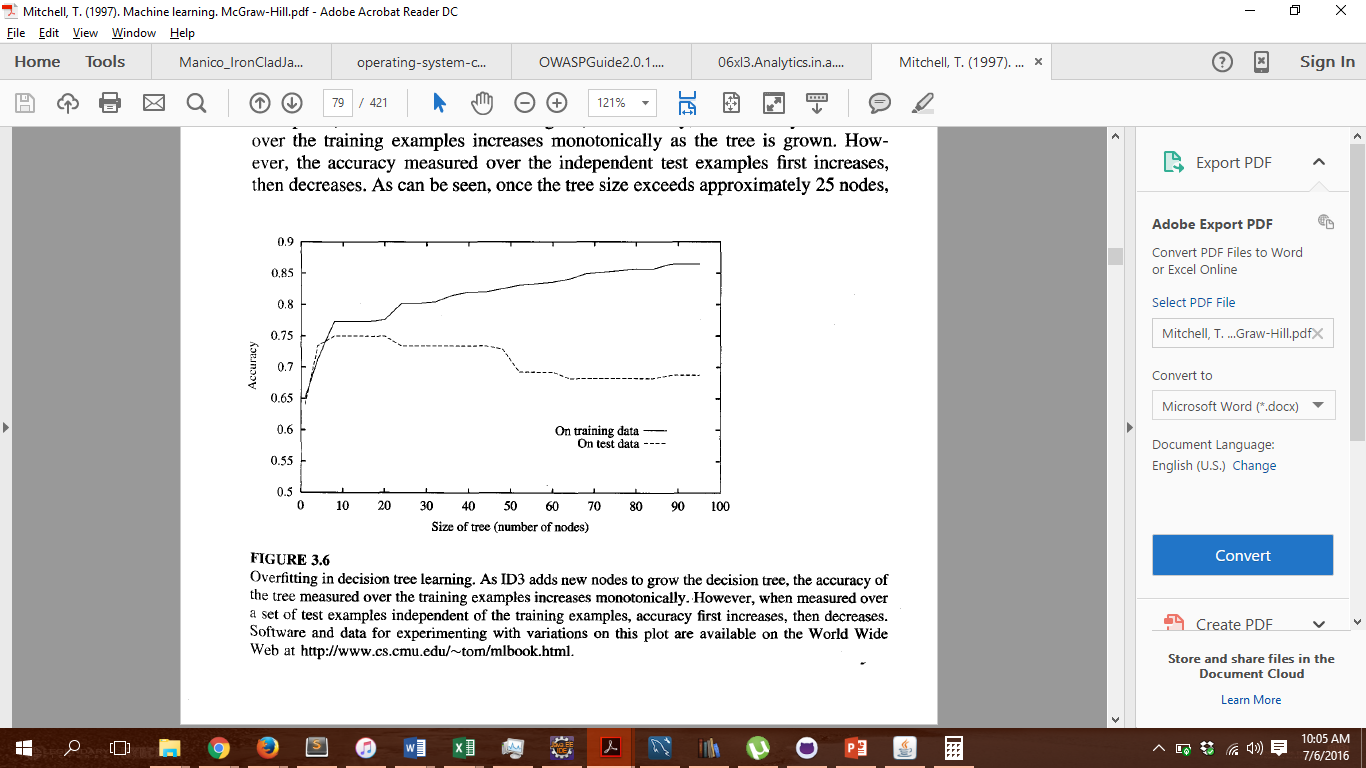 Mitchell, T. (1997). Machine learning. McGraw-Hill.pdf - Adobe Acrobat Reader DC
File Edit View Window Help
Home Tools Manico_IronCladJa... operating-system-c... OWASPGuide2.0.1.... 06xl3.Analytics.in.a.... Mitchell, T. (1997). ... × Sign In
79 / 421 121%
over the training examples increases monotonically as the tree is grown. How-
ever, the accuracy measured over the independent test examples first increases,
then decreases. As can be seen, once the tree size exceeds approximately 25 nodes,
0.9
0.85
0.8
0.75
0.7
0.65
0.6
0.55
0.5
Accuracy
On training data
On test data
0 10 20 30 40 50 60 70 80 90 100
Size of tree (number of nodes)
FIGURE 3.6
Overfitting in decision tree learning. As ID3 adds new nodes to grow the decision tree, the accuracy of
the tree measured over the training examples increases monotonically. However, when measured over
a set of test examples independent of the training examples, accuracy first increases, then decreases.
Software and data for experimenting with variations on this plot are available on the World Wide
Web at http://www.cs.cmu.edu/~tom/mlbook.html.
Export PDF
Adobe Export PDF
Convert PDF Files to Word
or Excel Online
Select PDF File
Mitchell, T. ...Graw-Hill.pdf
Convert to
Microsoft Word (*.docx)
Document Language:
English (U.S.) Change
Convert
Create PDF
Store and share files in the
Document Cloud
Learn More
10:05 AM
7/6/2016